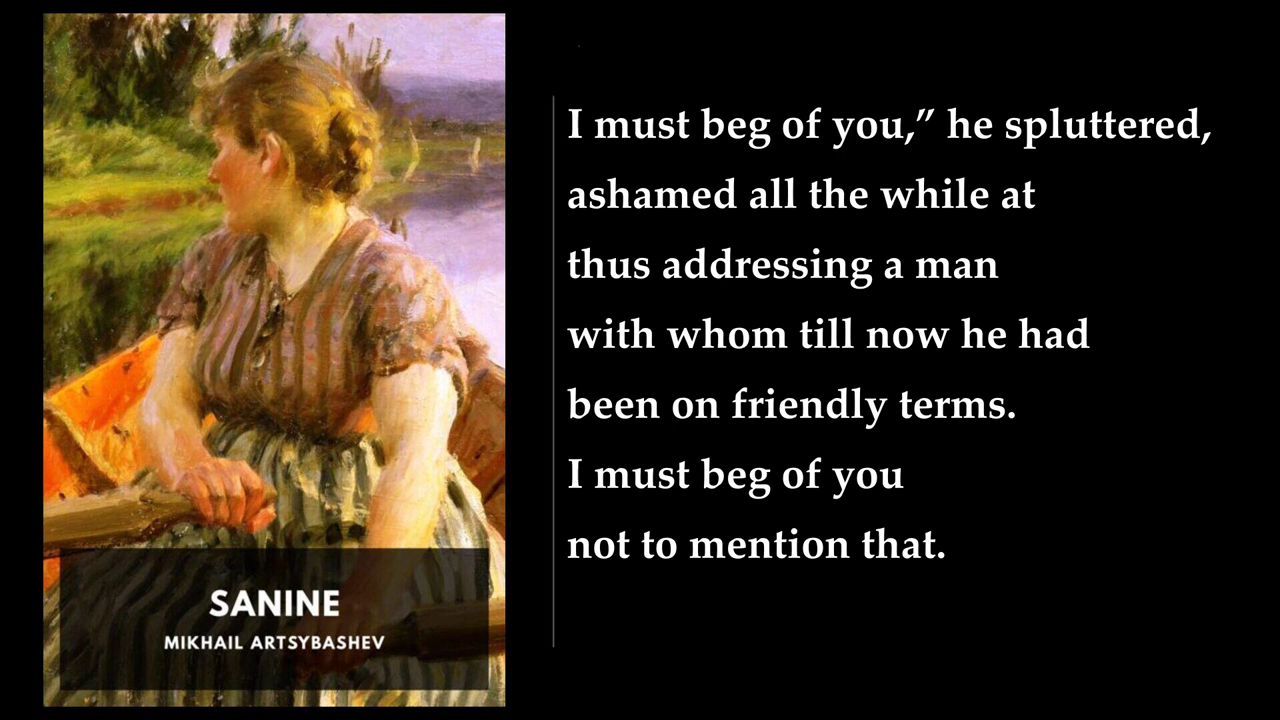 SANINE
MIKHAIL ARTSYBASHEV
I must beg of you,” he spluttered,
ashamed all the while at
thus addressing a man
with whom till now he had
been on friendly terms.
I must beg of you
not to mention that.